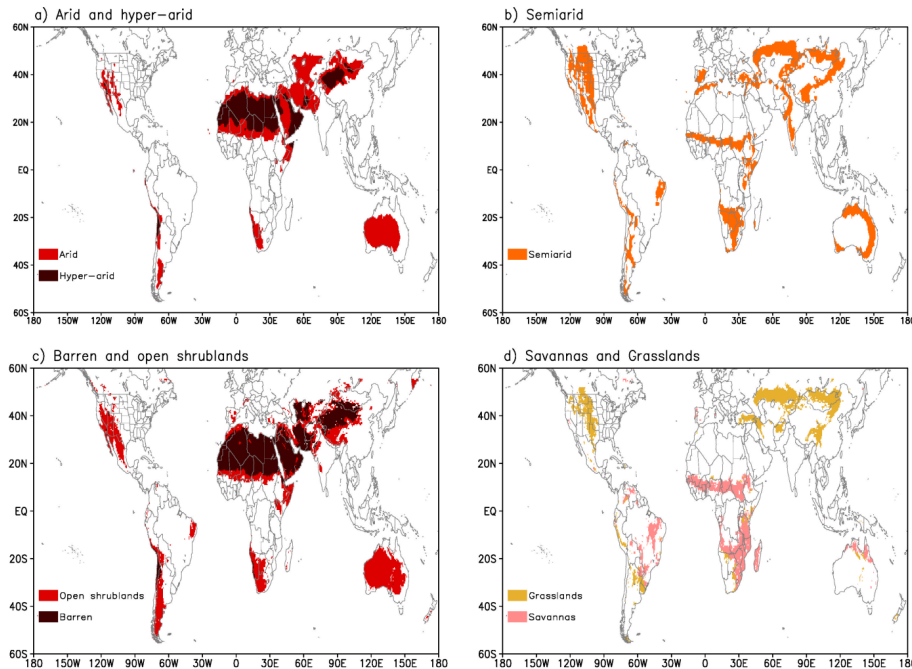 a) Arid and hyper-arid
60N
40N
20N
EQ
20S
40S
60S
Arid
Hyper-arid
180 150W 120W 90W 60W 30W 0 30E 60E 90E 120E 150E 180
b) Semiarid
60N
40N
20N
EQ
20S
40S
60S
Semiarid
180 150W 120W 90W 60W 30W 0 30E 60E 90E 120E 150E 180
c) Barren and open shrublands
60N
40N
20N
EQ
20S
40S
60S
Open shrublands
Barren
180 150W 120W 90W 60W 30W 0 30E 60E 90E 120E 150E 180
d) Savannas and Grasslands
60N
40N
20N
EQ
20S
40S
60S
Grasslands
Savannas
180 150W 120W 90W 60W 30W 0 30E 60E 90E 120E 150E 180